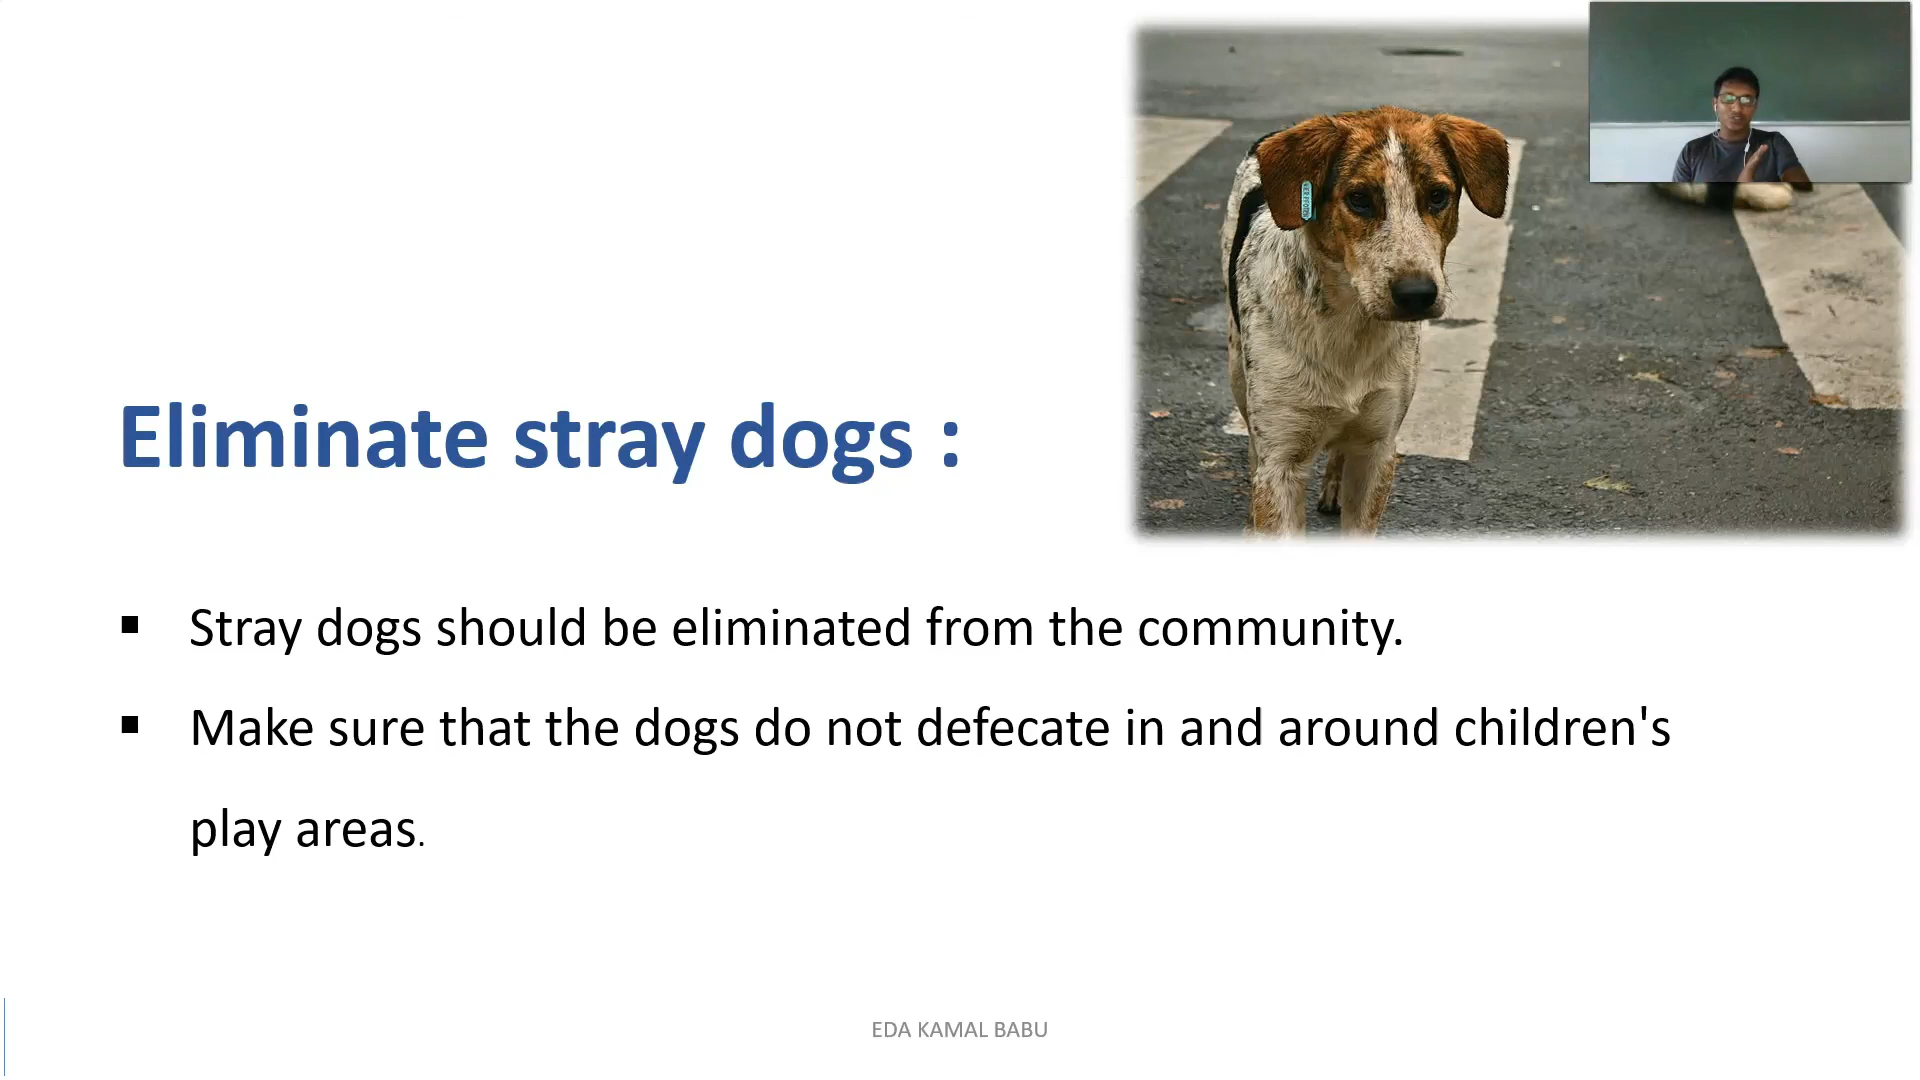 Eliminate stray dogs :
▪ Stray dogs should be eliminated from the community.
▪ Make sure that the dogs do not defecate in and around children's
play areas.
EDA KAMAL BABU